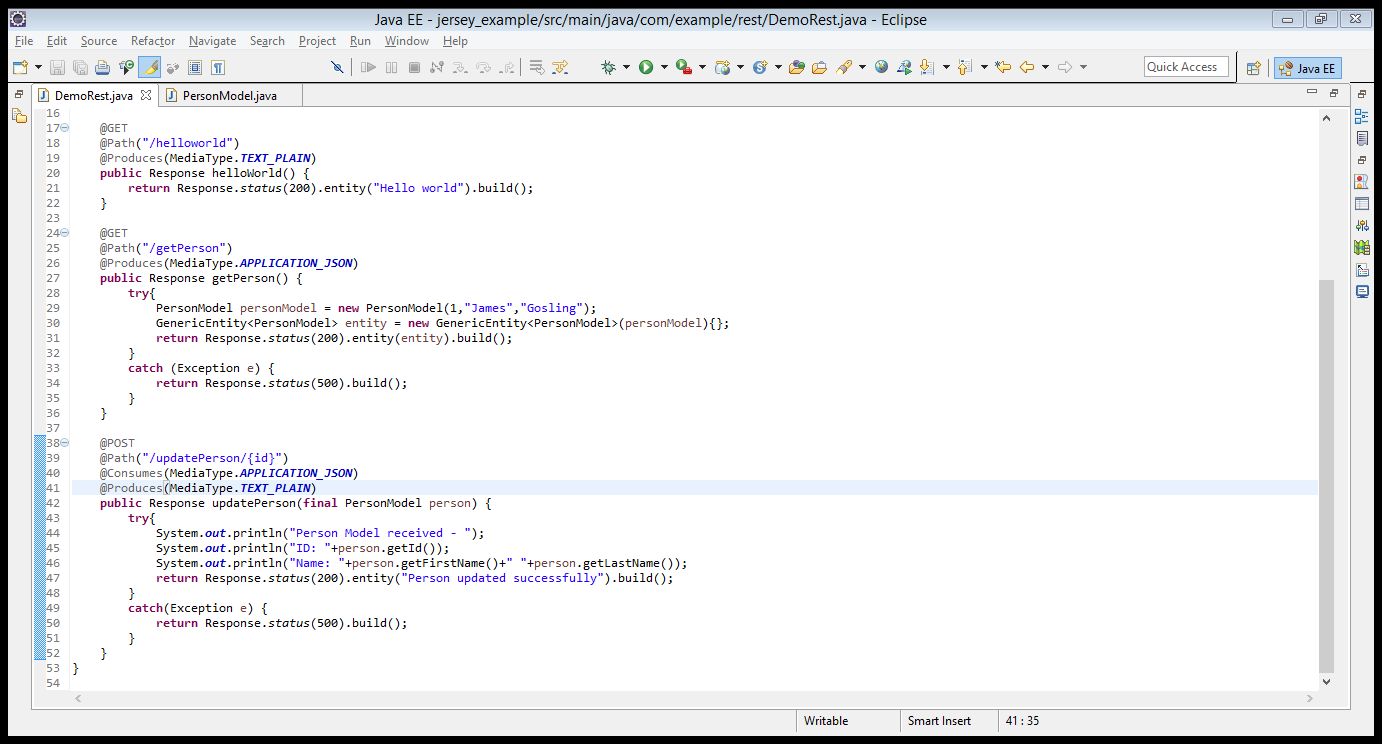 Java EE - jersey_example/src/main/java/com/example/rest/DemoRest.java - Eclipse
File Edit Source Refactor Navigate Search Project Run Window Help
Quick Access Java EE
DemoRest.java PersonModel.java
16
17 @GET
18 @Path("/helloworld")
19 @Produces(MediaType.TEXT_PLAIN)
20 public Response helloWorld() {
21 return Response.status(200).entity("Hello world").build();
22 }
23
24 @GET
25 @Path("/getPerson")
26 @Produces(MediaType.APPLICATION_JSON)
27 public Response getPerson() {
28 try{
29 PersonModel personModel = new PersonModel(1,"James","Gosling");
30 GenericEntity<PersonModel> entity = new GenericEntity<PersonModel>(personModel){};
31 return Response.status(200).entity(entity).build();
32 }
33 catch (Exception e) {
34 return Response.status(500).build();
35 }
36 }
37
38 @POST
39 @Path("/updatePerson/{id}")
40 @Consumes(MediaType.APPLICATION_JSON)
41 @Produces(MediaType.TEXT_PLAIN)
42 public Response updatePerson(final PersonModel person) {
43 try{
44 System.out.println("Person Model received - ");
45 System.out.println("ID: "+person.getId());
46 System.out.println("Name: "+person.getFirstName()+" "+person.getLastName());
47 return Response.status(200).entity("Person updated successfully").build();
48 }
49 catch(Exception e) {
50 return Response.status(500).build();
51 }
52 }
53 }
54
Writable Smart Insert 41 : 35